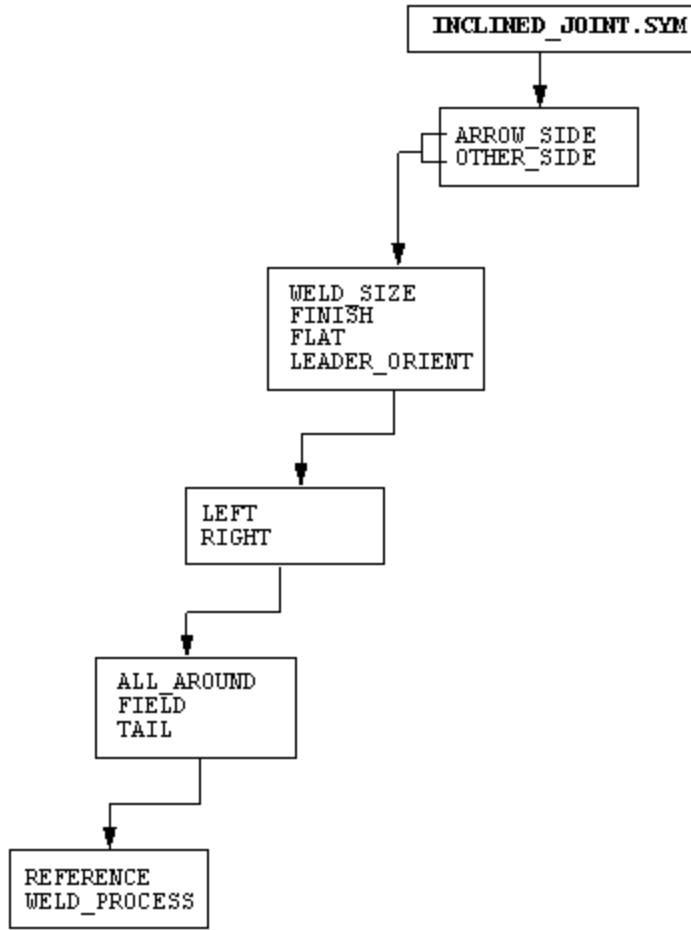 INCLINED_JOINT.SYM
ARROW_SIDE
OTHER_SIDE
WELD_SIZE
FINISH
FLAT
LEADER_ORIENT
LEFT
RIGHT
ALL_AROUND
FIELD
TAIL
REFERENCE
WELD_PROCESS